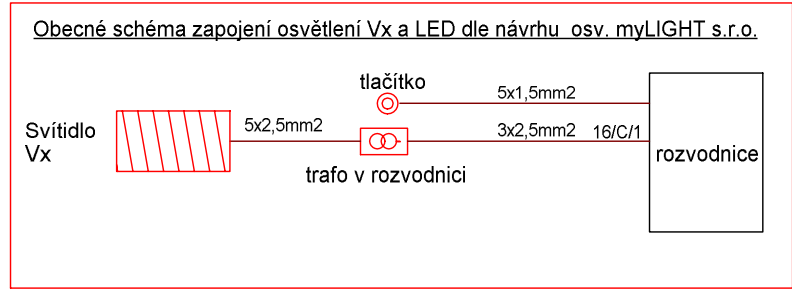 Obecné schéma zapojení osvětlení Vx a LED dle návrhu osv. myLIGHT s.r.o.
tlačítko
5x1,5mm2
Svítidlo
Vx
5x2,5mm2
3x2,5mm2
16/C/1
rozvodnice
trafo v rozvodnici